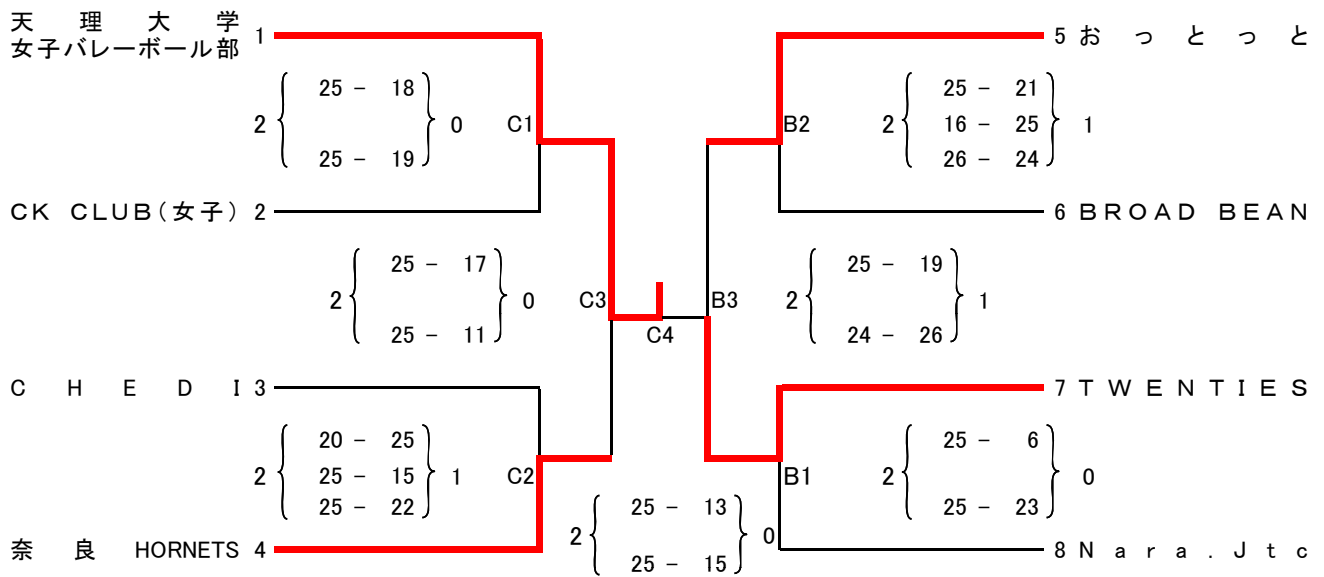 天理大学
女子バレーボール部 1
5 おっとっと
25 - 18
2 0 C1
25 - 19
B2 2 1
25 - 21
16 - 25
26 - 24
CK CLUB(女子) 2
6 BROAD BEAN
25 - 17
2 0 C3
25 - 11
B3 2 1
25 - 19
24 - 26
C4
CHEDI 3
7 TWENTIES
20 - 25
2 25 - 15 1 C2
25 - 22
B1 2 0
25 - 6
25 - 23
25 - 13
2 0
25 - 15
奈良 HORNETS 4
8 Nara.Jtc